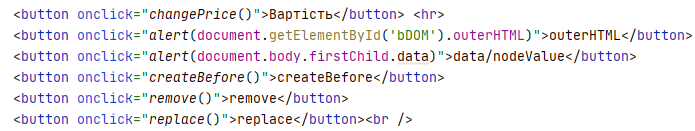 <button onclick="changePrice()">Вартість</button> <hr>
<button onclick="alert(document.getElementById('bDOM').outerHTML)">outerHTML</button>
<button onclick="alert(document.body.firstChild.data)">data/nodeValue</button>
<button onclick="createBefore()">createBefore</button>
<button onclick="remove()">remove</button>
<button onclick="replace()">replace</button><br />